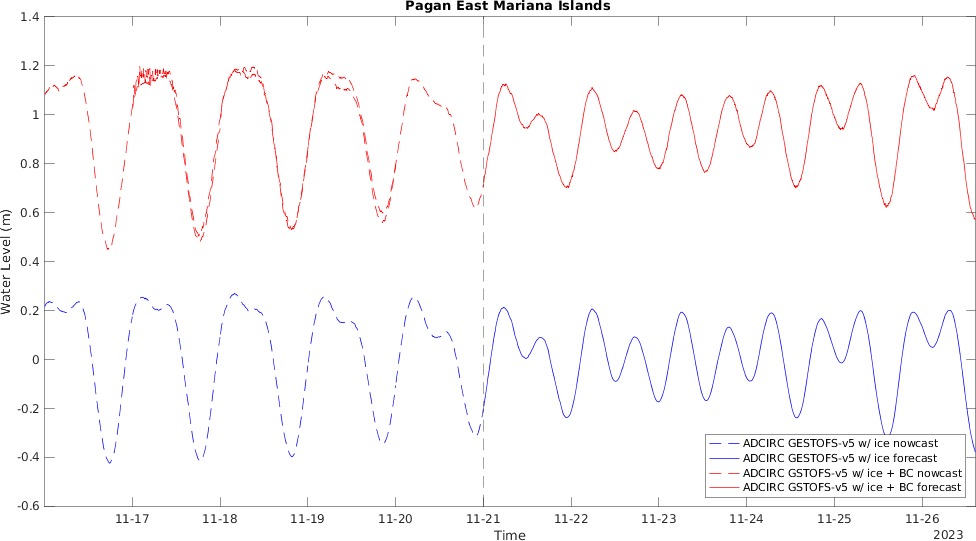 Pagan East Mariana Islands
Water Level (m)
1.4
1.2
1
0.8
0.6
0.4
0.2
0
-0.2
-0.4
-0.6
ADCIRC GESTOFS-v5 w/ ice nowcast
ADCIRC GESTOFS-v5 w/ ice forecast
ADCIRC GSTOFS-v5 w/ ice + BC nowcast
ADCIRC GSTOFS-v5 w/ ice + BC forecast
11-17 11-18 11-19 11-20 11-21 11-22 11-23 11-24 11-25 11-26
Time
2023